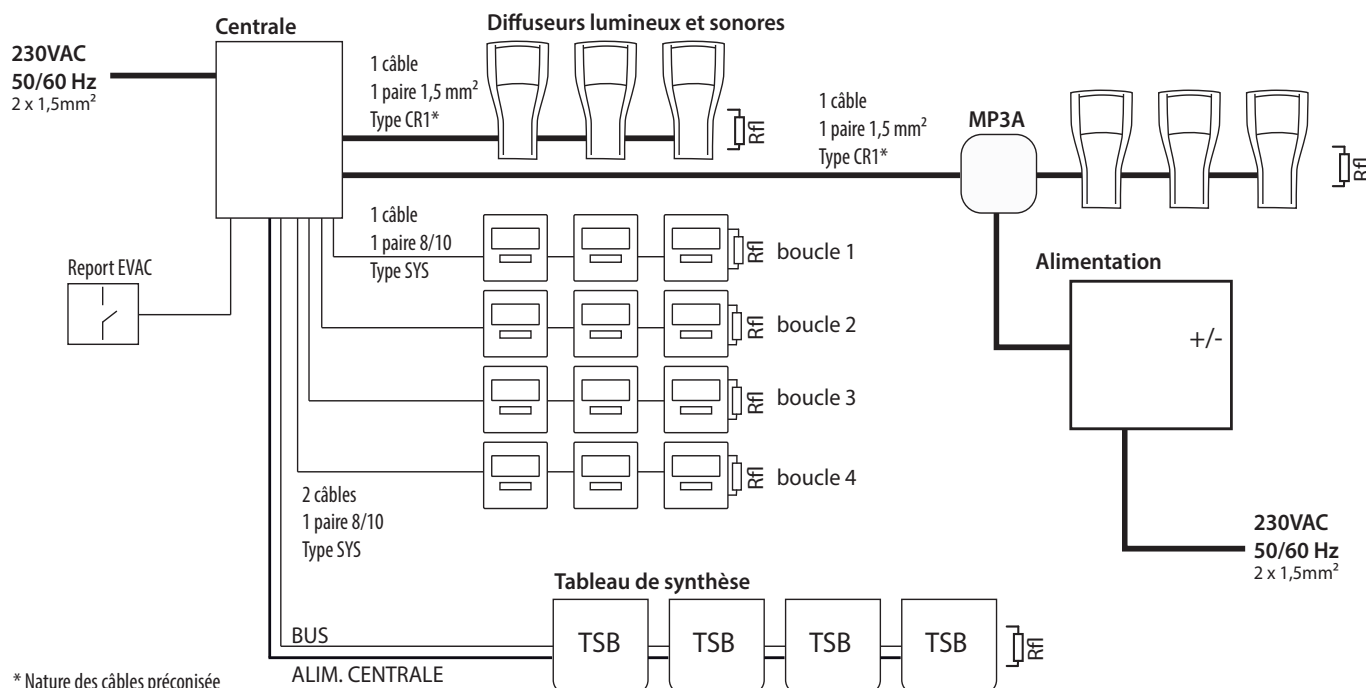 Centrale
Diffuseurs lumineux et sonores
230VAC
50/60 Hz
2 x 1,5mm²
1 câble
1 paire 1,5 mm²
Type CR1*
Rfl
1 câble
1 paire 1,5 mm²
Type CR1*
MP3A
Rfl
1 câble
1 paire 8/10
Type SYS
Rfl
boucle 1
Report EVAC
Rfl
boucle 2
Rfl
boucle 3
Rfl
boucle 4
Alimentation
+/-
2 câbles
1 paire 8/10
Type SYS
230VAC
50/60 Hz
2 x 1,5mm²
Tableau de synthèse
BUS
TSB
TSB
TSB
TSB
Rfl
ALIM. CENTRALE
* Nature des câbles préconisée